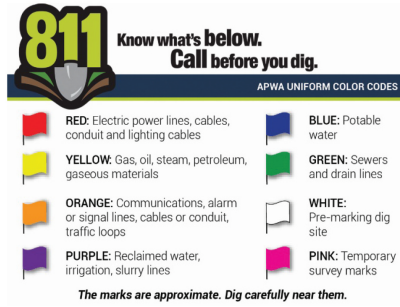 811
Know what's below.
Call before you dig.
APWA UNIFORM COLOR CODES
RED: Electric power lines, cables,
conduit and lighting cables
YELLOW: Gas, oil, steam, petroleum,
gaseous materials
ORANGE: Communications, alarm
or signal lines, cables or conduit,
traffic loops
PURPLE: Reclaimed water,
irrigation, slurry lines
BLUE: Potable
water
GREEN: Sewers
and drain lines
WHITE:
Pre-marking dig
site
PINK: Temporary
survey marks
The marks are approximate. Dig carefully near them.